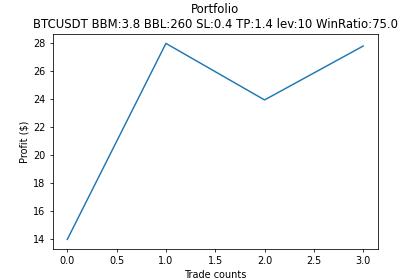 Portfolio
BTCUSDT BBM:3.8 BBL:260 SL:0.4 TP:1.4 lev:10 WinRatio:75.0
28
26
24
22
20
18
16
14
Profit ($)
0.0 0.5 1.0 1.5 2.0 2.5 3.0
Trade counts